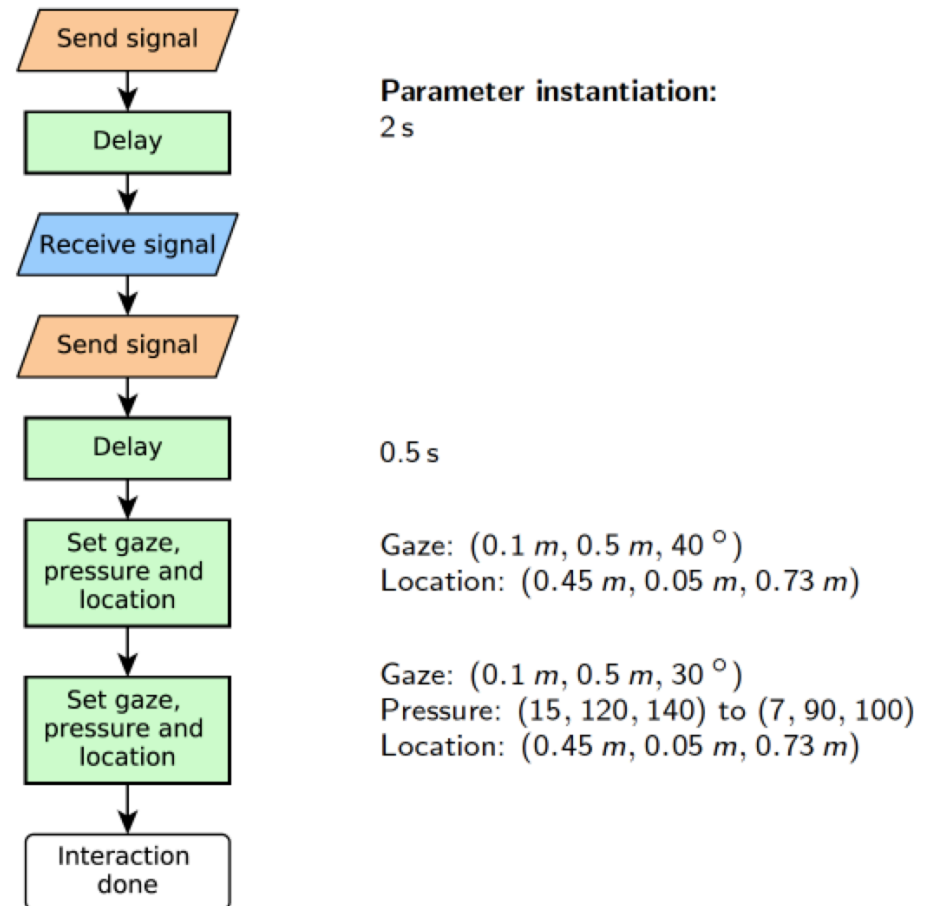 Send signal
Parameter instantiation:
Delay
2 s
Receive signal
Send signal
Delay
0.5 s
Set gaze,
pressure and
location
Gaze: (0.1 m, 0.5 m, 40 °)
Location: (0.45 m, 0.05 m, 0.73 m)
Set gaze,
pressure and
location
Gaze: (0.1 m, 0.5 m, 30 °)
Pressure: (15, 120, 140) to (7, 90, 100)
Location: (0.45 m, 0.05 m, 0.73 m)
Interaction
done